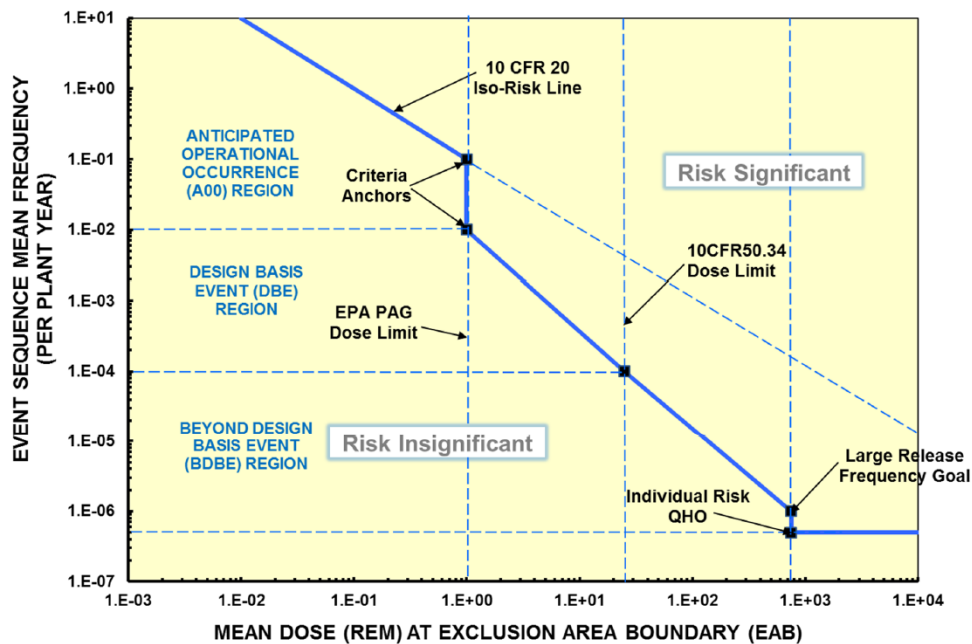 1.E+01
1.E+00
1.E-01
1.E-02
1.E-03
1.E-04
1.E-05
1.E-06
1.E-07
EVENT SEQUENCE MEAN FREQUENCY
(PER PLANT YEAR)
10 CFR 20
Iso-Risk Line
ANTICIPATED
OPERATIONAL
OCCURRENCE
(A00) REGION
Criteria
Anchors
Risk Significant
DESIGN BASIS
EVENT (DBE)
REGION
EPA PAG
Dose Limit
10CFR50.34
Dose Limit
BEYOND DESIGN
BASIS EVENT
(BDBE) REGION
Risk Insignificant
Large Release
Frequency Goal
Individual Risk
QHO
1.E-03
1.E-02
1.E-01
1.E+00
1.E+01
1.E+02
1.E+03
1.E+04
MEAN DOSE (REM) AT EXCLUSION AREA BOUNDARY (EAB)